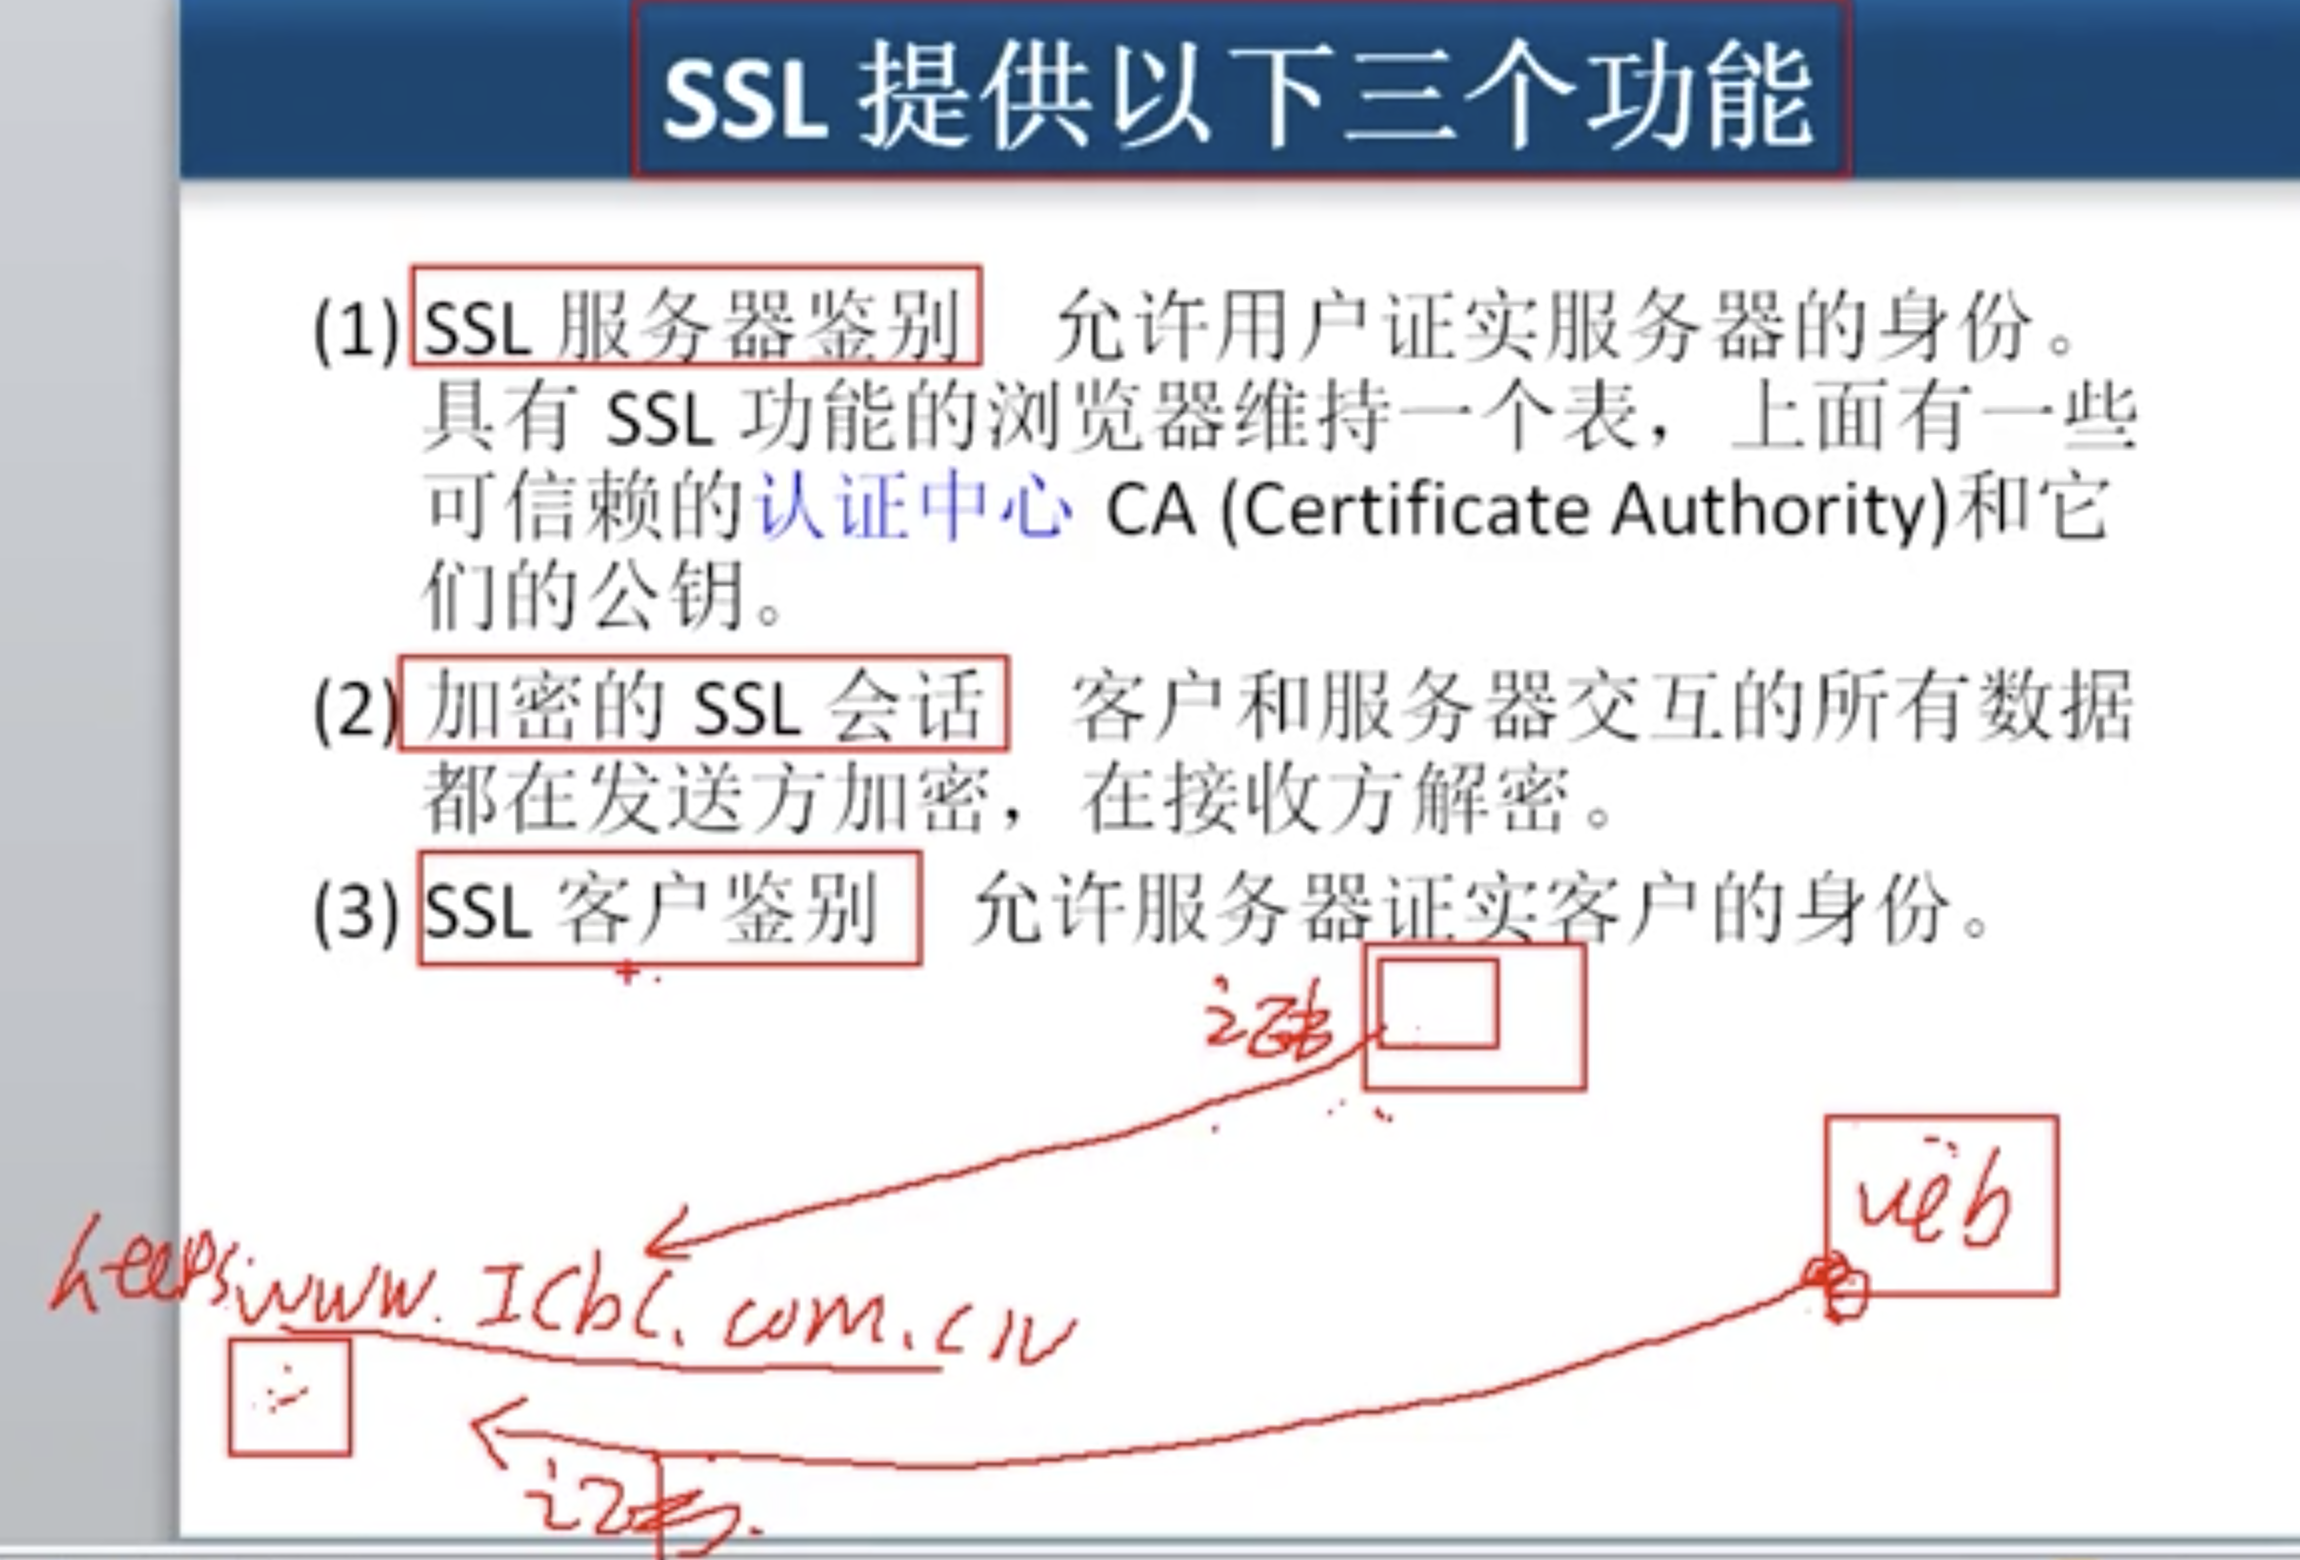 SSL 提供以下三个功能
(1) SSL 服务器鉴别 允许用户证实服务器的身份。
具有 SSL 功能的浏览器维持一个表，上面有一些
可信赖的认证中心 CA (Certificate Authority)和它
们的公钥。
(2) 加密的 SSL 会话 客户和服务器交互的所有数据
都在发送方加密，在接收方解密。
(3) SSL 客户鉴别 允许服务器证实客户的身份。
web
www.Icbc.com.cn
证书